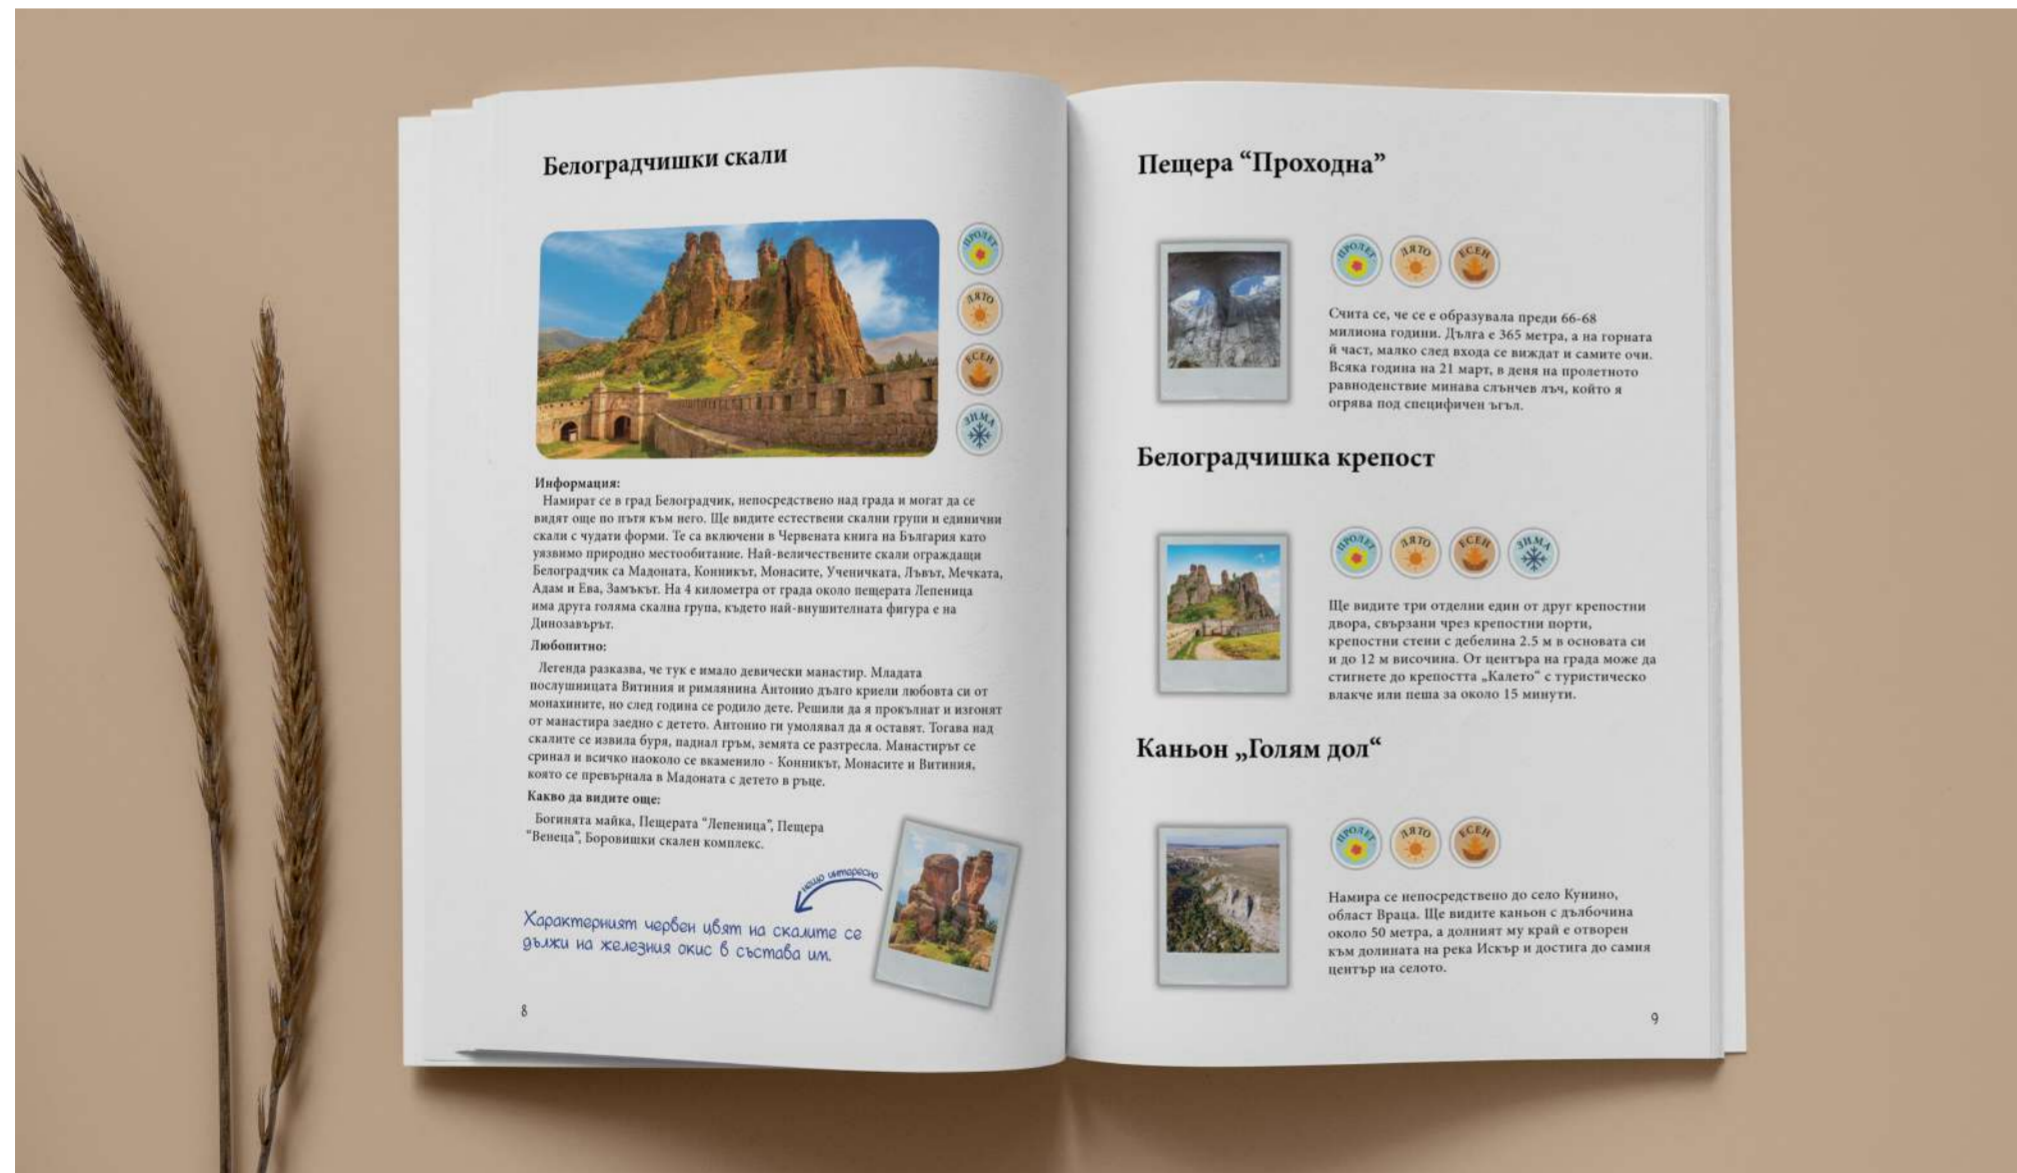 Белоградчишки скали
ПРОЛЕТ
ЛЯТО
ЕСЕН
ЗИМА
Информация:
Намират се в град Белоградчик, непосредствено над града и могат да се
видят още по пътя към него. Ще видите естествени скални групи и единични
скали с чудати форми. Те са включени в Червената книга на България като
уязвимо природно местообитание. Най-величествените скали ограждащи
Белоградчик са Мадоната, Конникът, Монасите, Ученичката, Лъвът, Мечката,
Адам и Ева, Замъкът. На 4 километра от града около пещерата Лепеница
има друга голяма скална група, където най-внушителната фигура е на
Динозавърът.
Любопитно:
Легенда разказва, че тук е имало девически манастир. Младата
послушницата Витиния и римлянина Антонио дълго криели любовта си от
монахините, но след година се родило дете. Решили да я прокълнат и изгонят
от манастира заедно с детето. Антонио ги умолявал да я оставят. Тогава над
скалите се извила буря, паднал гръм, земята се разтресла. Манастирът се
сринал и всичко наоколо се вкаменило - Конникът, Монасите и Витиния,
която се превърнала в Мадоната с детето в ръце.
Какво да видите още:
Богинята майка, Пещерата “Лепеница”, Пещера
“Венеца”, Боровишки скален комплекс.
нещо интересно
Характерният червен цвят на скалите се
дължи на железния окис в състава им.
8
Пещера “Проходна”
ПРОЛЕТ ЛЯТО ЕСЕН
Счита се, че се е образувала преди 66-68
милиона години. Дълга е 365 метра, а на горната
й част, малко след входа се виждат и самите очи.
Всяка година на 21 март, в деня на пролетното
равноденствие минава слънчев лъч, който я
огрява под специфичен ъгъл.
Белоградчишка крепост
ПРОЛЕТ ЛЯТО ЕСЕН ЗИМА
Ще видите три отделни един от друг крепостни
двора, свързани чрез крепостни порти,
крепостни стени с дебелина 2.5 м в основата си
и до 12 м височина. От центъра на града може да
стигнете до крепостта „Калето“ с туристическо
влакче или пеша за около 15 минути.
Каньон „Голям дол“
ПРОЛЕТ ЛЯТО ЕСЕН
Намира се непосредствено до село Кунино,
област Враца. Ще видите каньон с дълбочина
около 50 метра, а долният му край е отворен
към долината на река Искър и достига до самия
център на селото.
9